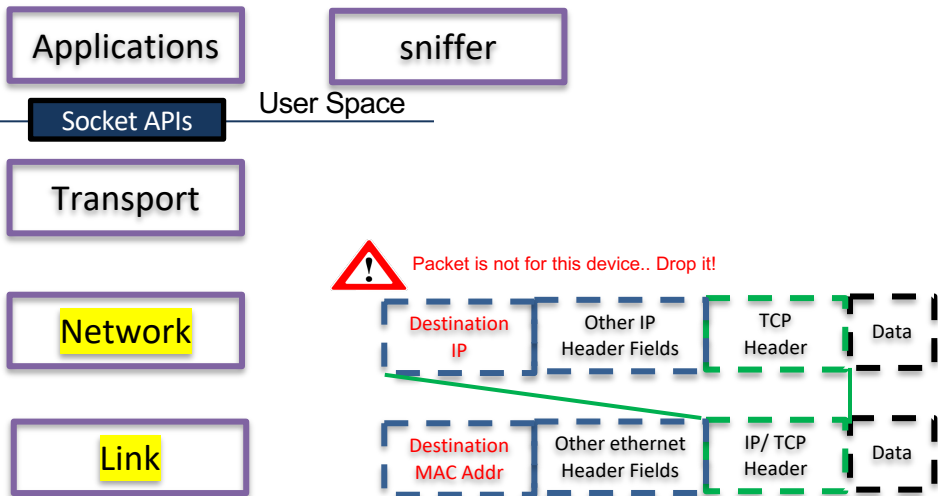 Applications
sniffer
User Space
Socket APIs
Transport
!
Packet is not for this device.. Drop it!
Network
Destination
IP
Other IP
Header Fields
TCP
Header
Data
Link
Destination
MAC Addr
Other ethernet
Header Fields
IP/ TCP
Header
Data